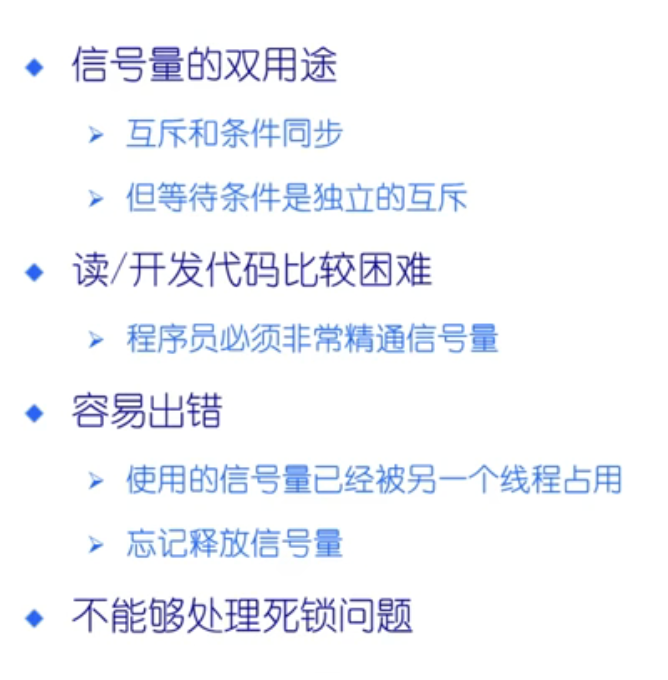 信号量的双用途
互斥和条件同步
但等待条件是独立的互斥
读/开发代码比较困难
程序员必须非常精通信号量
容易出错
使用的信号量已经被另一个线程占用
忘记释放信号量
不能够处理死锁问题